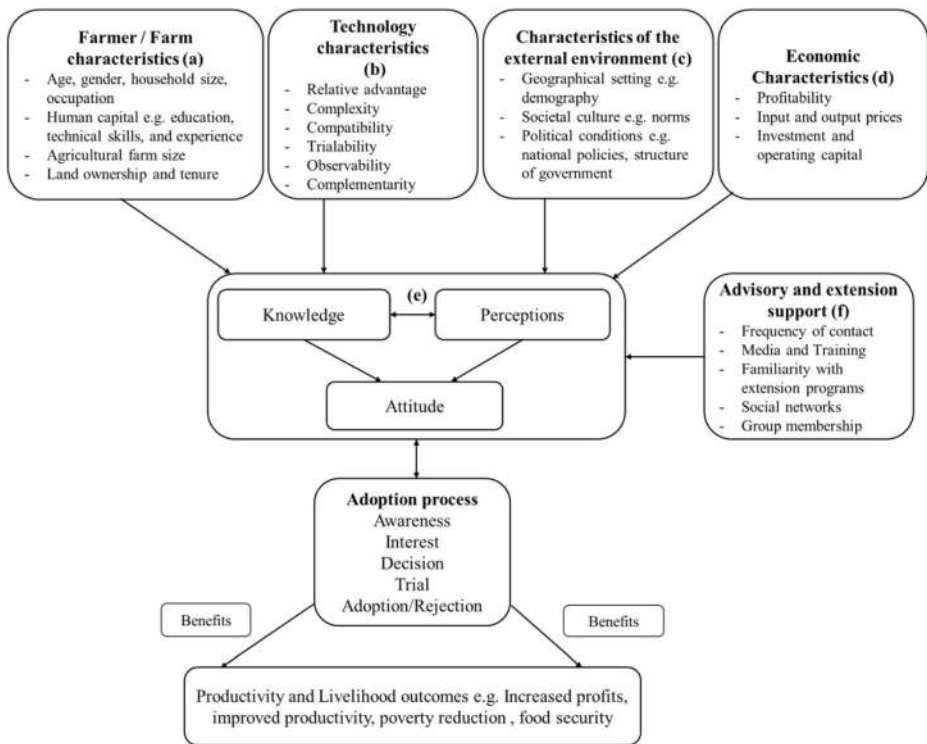 Farmer / Farm
characteristics (a)
- Age, gender, household size,
occupation
- Human capital e.g. education,
technical skills, and experience
- Agricultural farm size
- Land ownership and tenure
Technology
characteristics
(b)
- Relative advantage
- Complexity
- Compatibility
- Trialability
- Observability
- Complementarity
Characteristics of the
external environment (c)
- Geographical setting e.g.
demography
- Societal culture e.g. norms
- Political conditions e.g.
national policies, structure
of government
Economic
Characteristics (d)
- Profitability
- Input and output prices
- Investment and
operating capital
(e)
Knowledge
Perceptions
Attitude
Advisory and extension
support (f)
- Frequency of contact
- Media and Training
- Familiarity with
extension programs
- Social networks
- Group membership
Adoption process
Awareness
Interest
Decision
Trial
Adoption/Rejection
Benefits
Benefits
Productivity and Livelihood outcomes e.g. Increased profits,
improved productivity, poverty reduction , food security